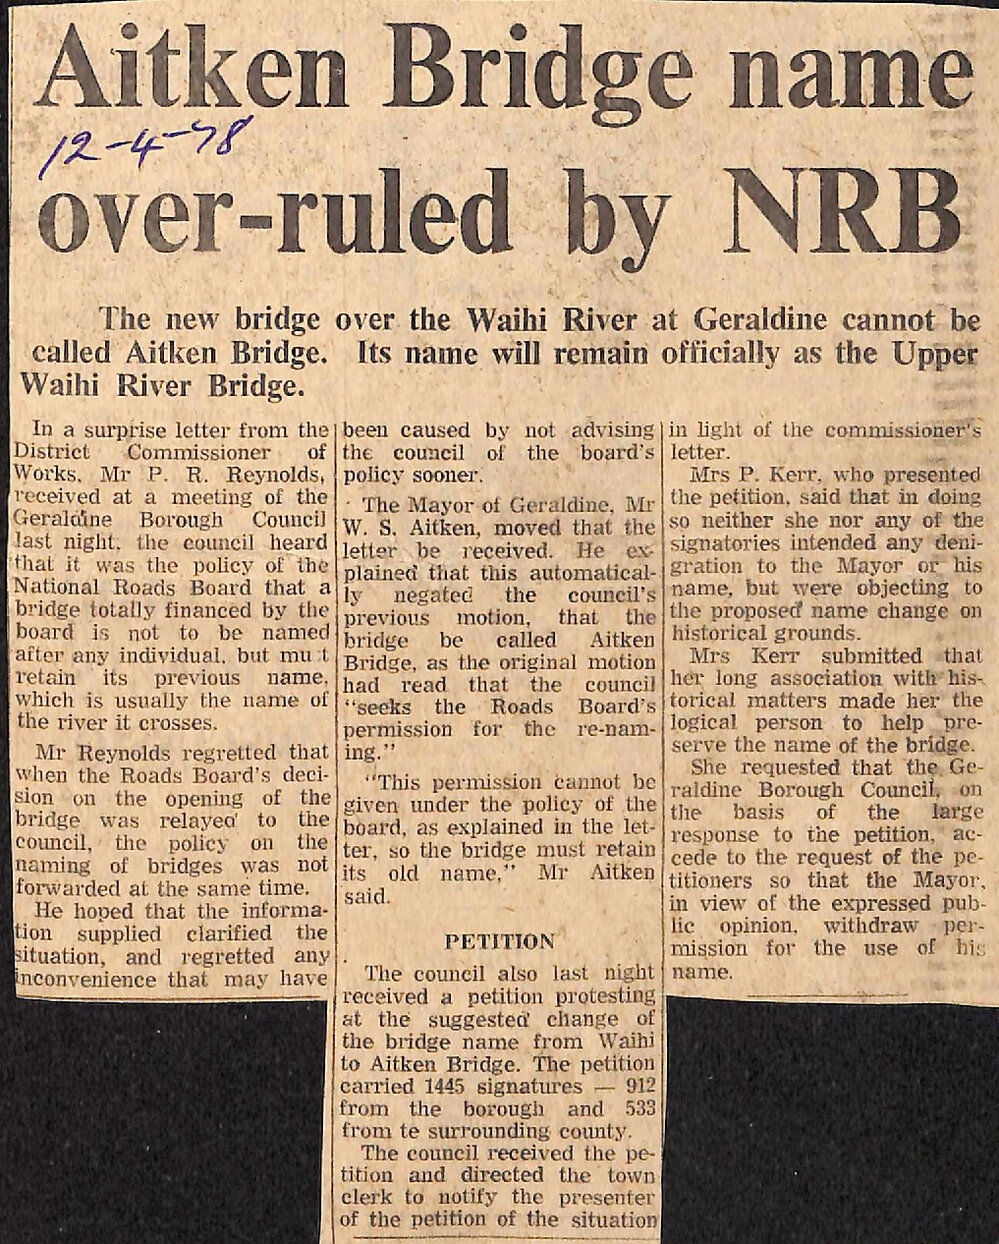 Aitken Bridge name
12-4-78
over-ruled by NRB
The new bridge over the Waihi River at Geraldine cannot be
called Aitken Bridge. Its name will remain officially as the Upper
Waihi River Bridge.
In a surprise letter from the
District Commissioner of
Works, Mr P. R. Reynolds,
received at a meeting of the
Geraldine Borough Council
last night, the council heard
that it was the policy of the
National Roads Board that a
bridge totally financed by the
board is not to be named
after any individual, but mu t
retain its previous name,
which is usually the name of
the river it crosses.
Mr Reynolds regretted that
when the Roads Board's deci-
sion on the opening of the
bridge was relayed to the
council, the policy on the
naming of bridges was not
forwarded at the same time.
He hoped that the informa-
tion supplied clarified the
situation, and regretted any
inconvenience that may have
been caused by not advising
the council of the board's
policy sooner.
The Mayor of Geraldine, Mr
W. S. Aitken, moved that the
letter be received. He ex-
plained that this automatical-
ly negated the council's
previous motion, that the
bridge be called Aitken
Bridge, as the original motion
had read that the council
"seeks the Roads Board's
permission for the re-nam-
ing."
"This permission cannot be
given under the policy of the
board, as explained in the let-
ter, so the bridge must retain
its old name," Mr Aitken
said.
PETITION
The council also last night
received a petition protesting
at the suggested change of
the bridge name from Waihi
to Aitken Bridge. The petition
carried 1445 signatures — 912
from the borough and 533
from te surrounding county.
The council received the pe-
tition and directed the town
clerk to notify the presenter
of the petition of the situation
in light of the commissioner's
letter.
Mrs P. Kerr, who presented
the petition, said that in doing
so neither she nor any of the
signatories intended any deni-
gration to the Mayor or his
name, but were objecting to
the proposed name change on
historical grounds.
Mrs Kerr submitted that
her long association with his-
torical matters made her the
logical person to help pre-
serve the name of the bridge.
She requested that the Ge-
raldine Borough Council, on
the basis of the large
response to the petition, ac-
cede to the request of the pe-
titioners so that the Mayor,
in view of the expressed pub-
lic opinion, withdraw per-
mission for the use of his
name.